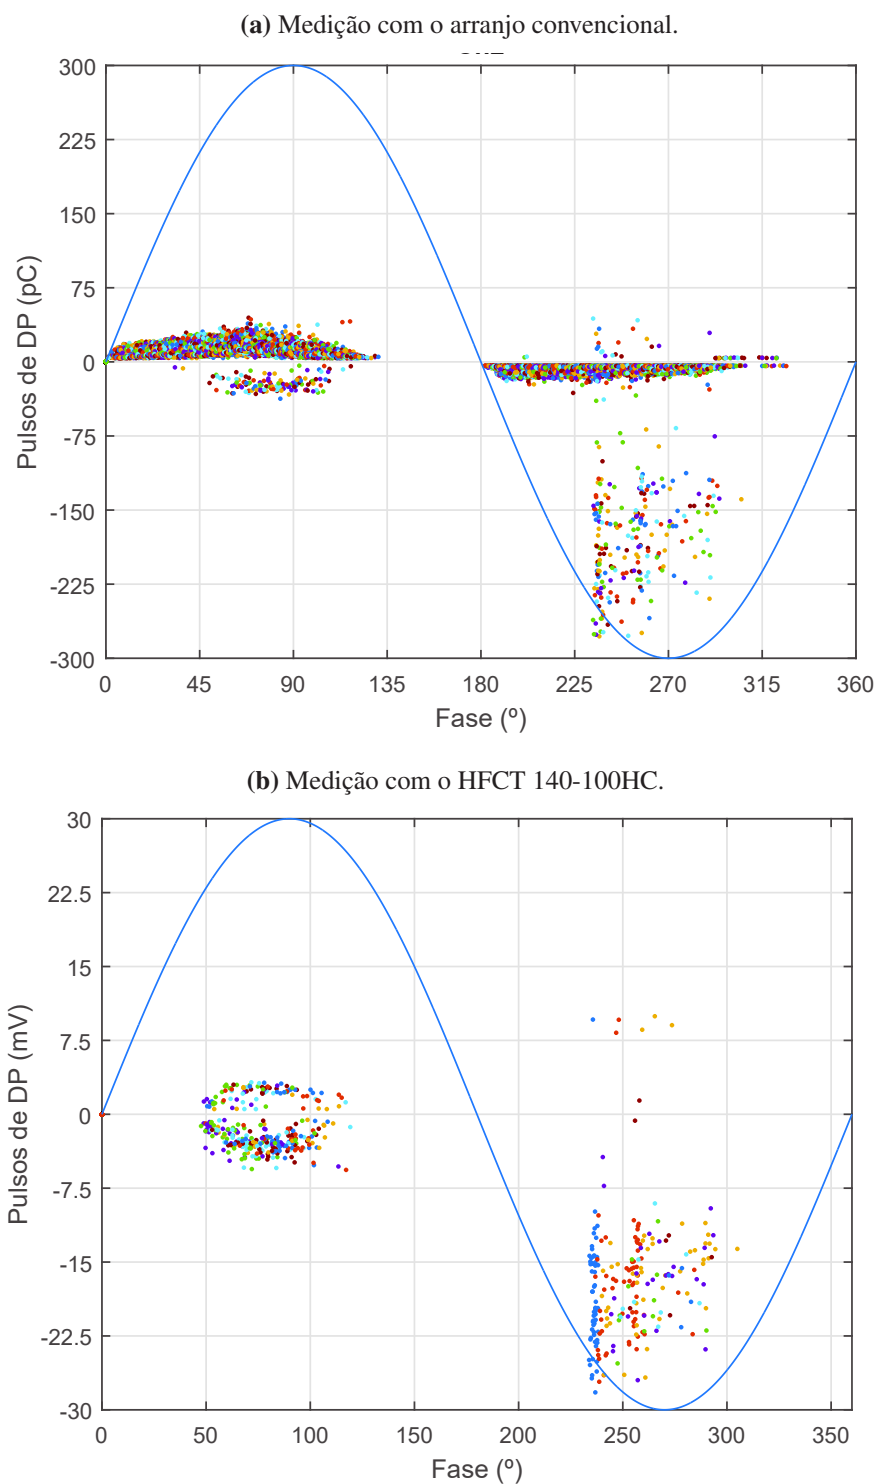 (a) Medição com o arranjo convencional.
300
225
150
75
0
-75
-150
-225
-300
Pulsos de DP (pC)
0 45 90 135 180 225 270 315 360
Fase (º)
(b) Medição com o HFCT 140-100HC.
30
22.5
15
7.5
0
-7.5
-15
-22.5
-30
Pulsos de DP (mV)
0 50 100 150 200 250 300 350
Fase (º)